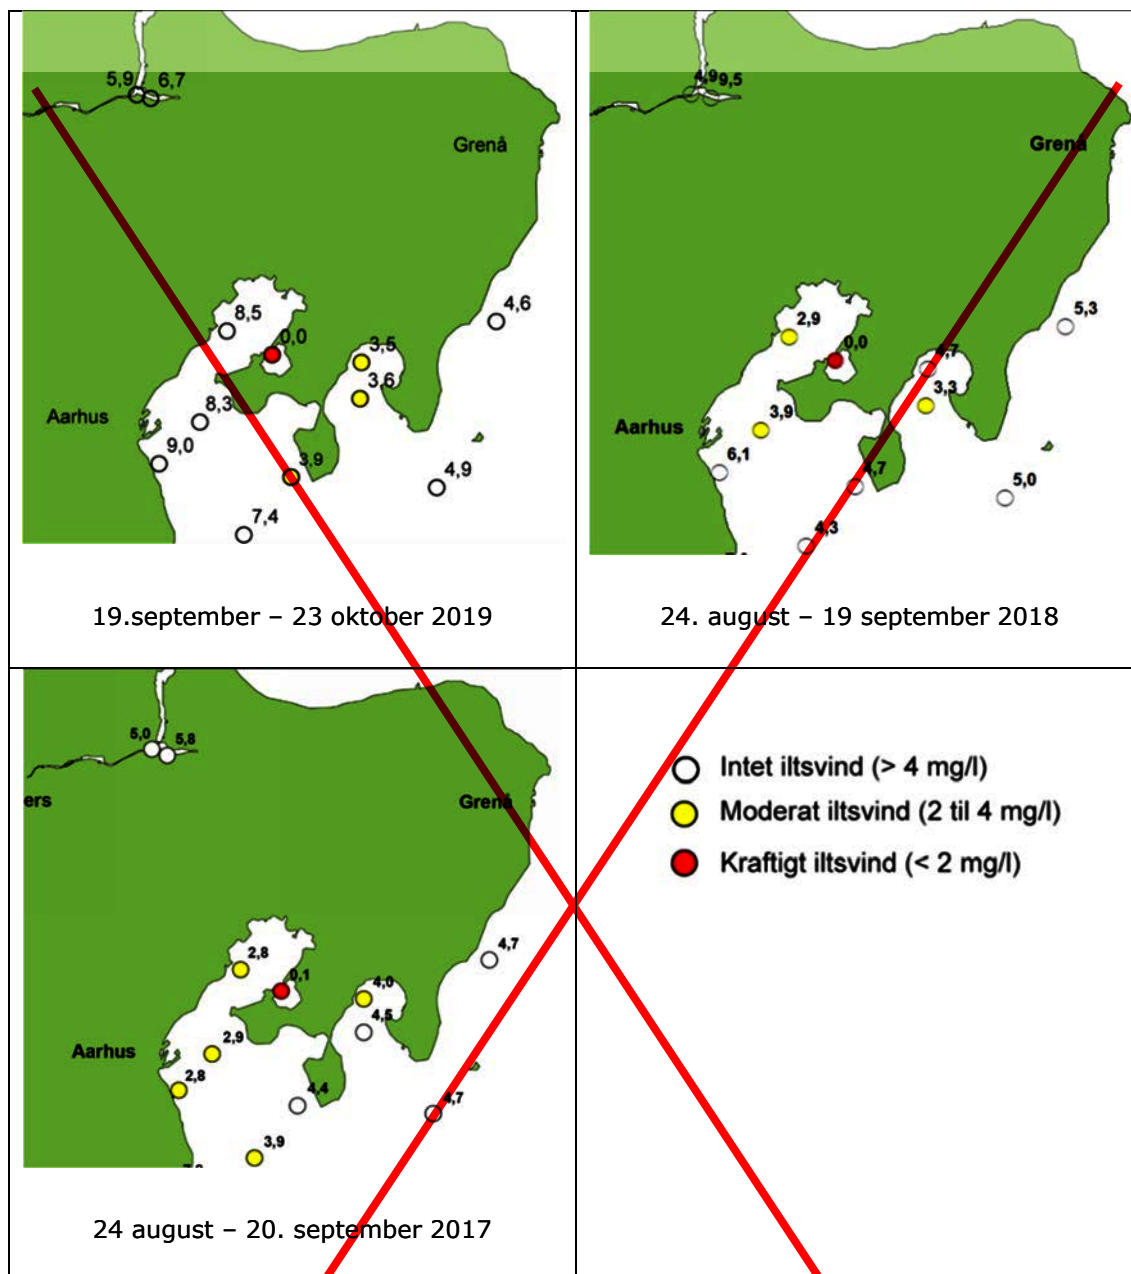 5,9 6,7
Grenå
4,6
8,5
0,0
3,5
3,6
8,3
Aarhus
9,0
3,9
4,9
7,4
19.september – 23 oktober 2019
4,9 9,5
Grenå
5,3
2,9
0,0
4,7
3,3
3,9
Aarhus
6,1
4,7
5,0
4,3
24. august – 19 september 2018
5,0
5,8
ers
Grenå
4,7
2,8
0,1
4,0
4,5
2,9
Aarhus
2,8
4,4
4,7
3,9
24 august – 20. september 2017
Intet iltsvind (> 4 mg/l)
Moderat iltsvind (2 til 4 mg/l)
Kraftigt iltsvind (< 2 mg/l)